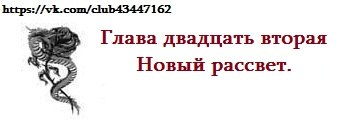 https://vk.com/club43447162
Глава двадцать вторая
Новый рассвет.